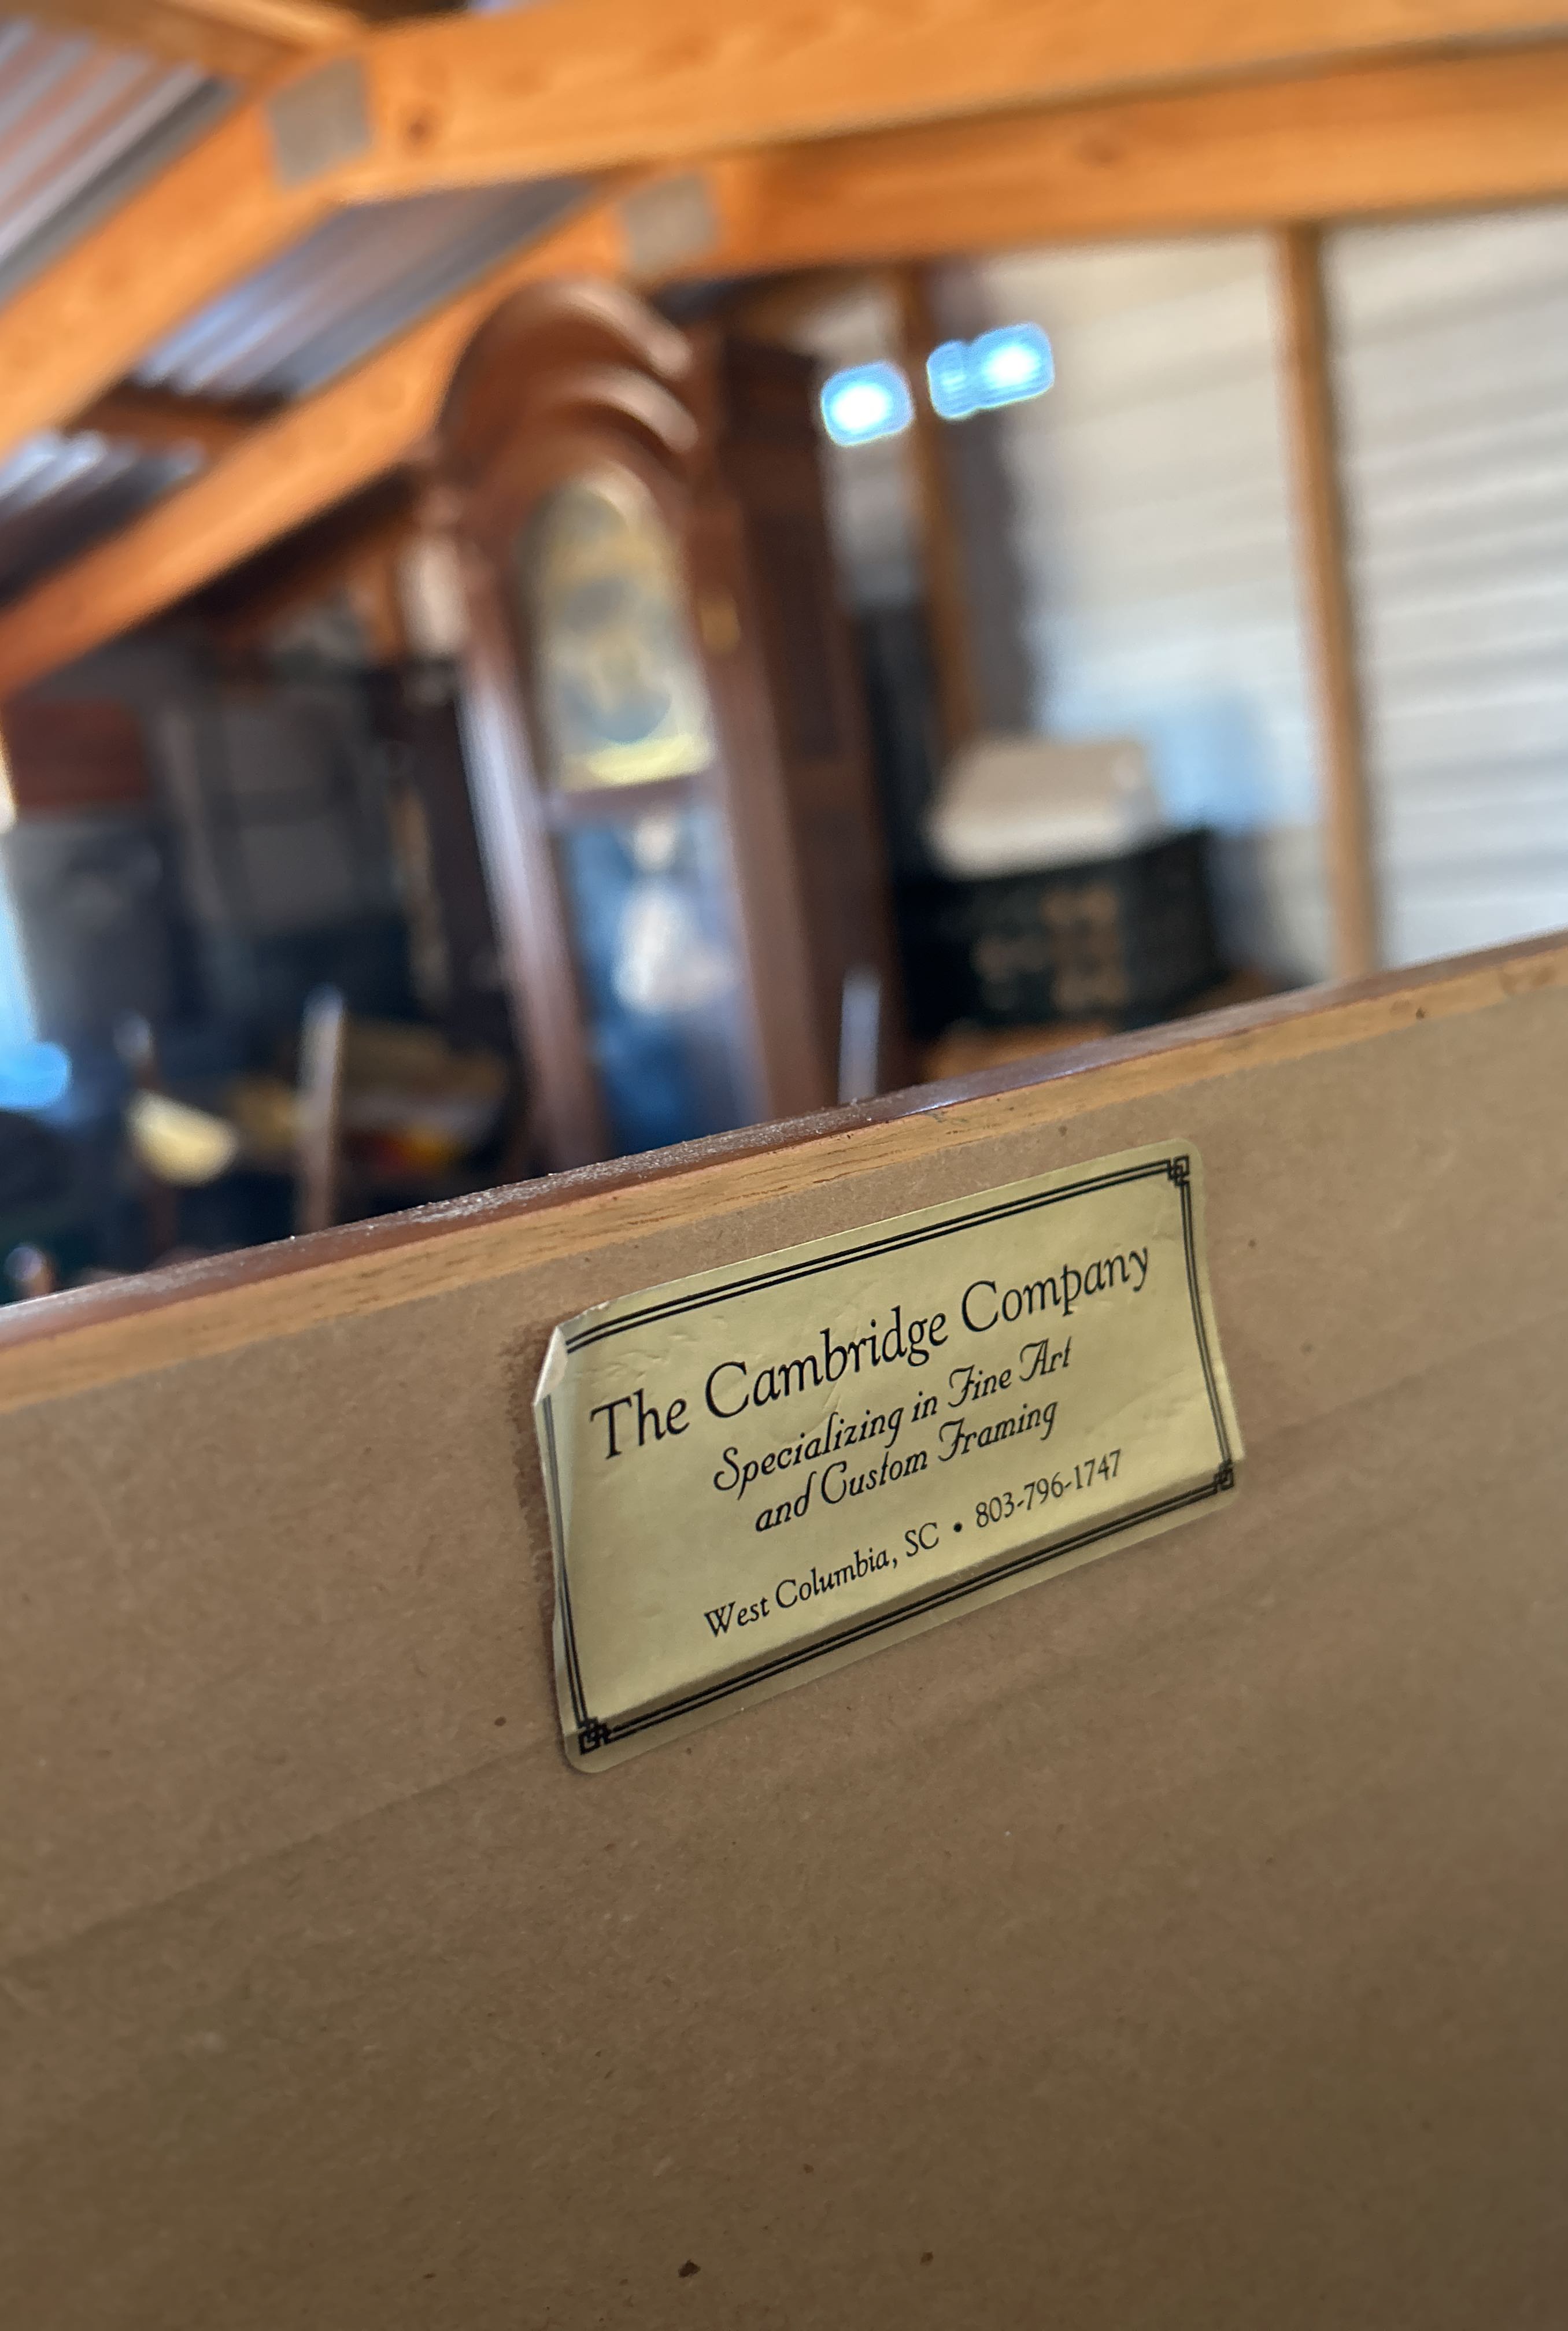 The Cambridge Company
Specializing in Fine Art
and Custom Framing
West Columbia, SC • 803-796-1747